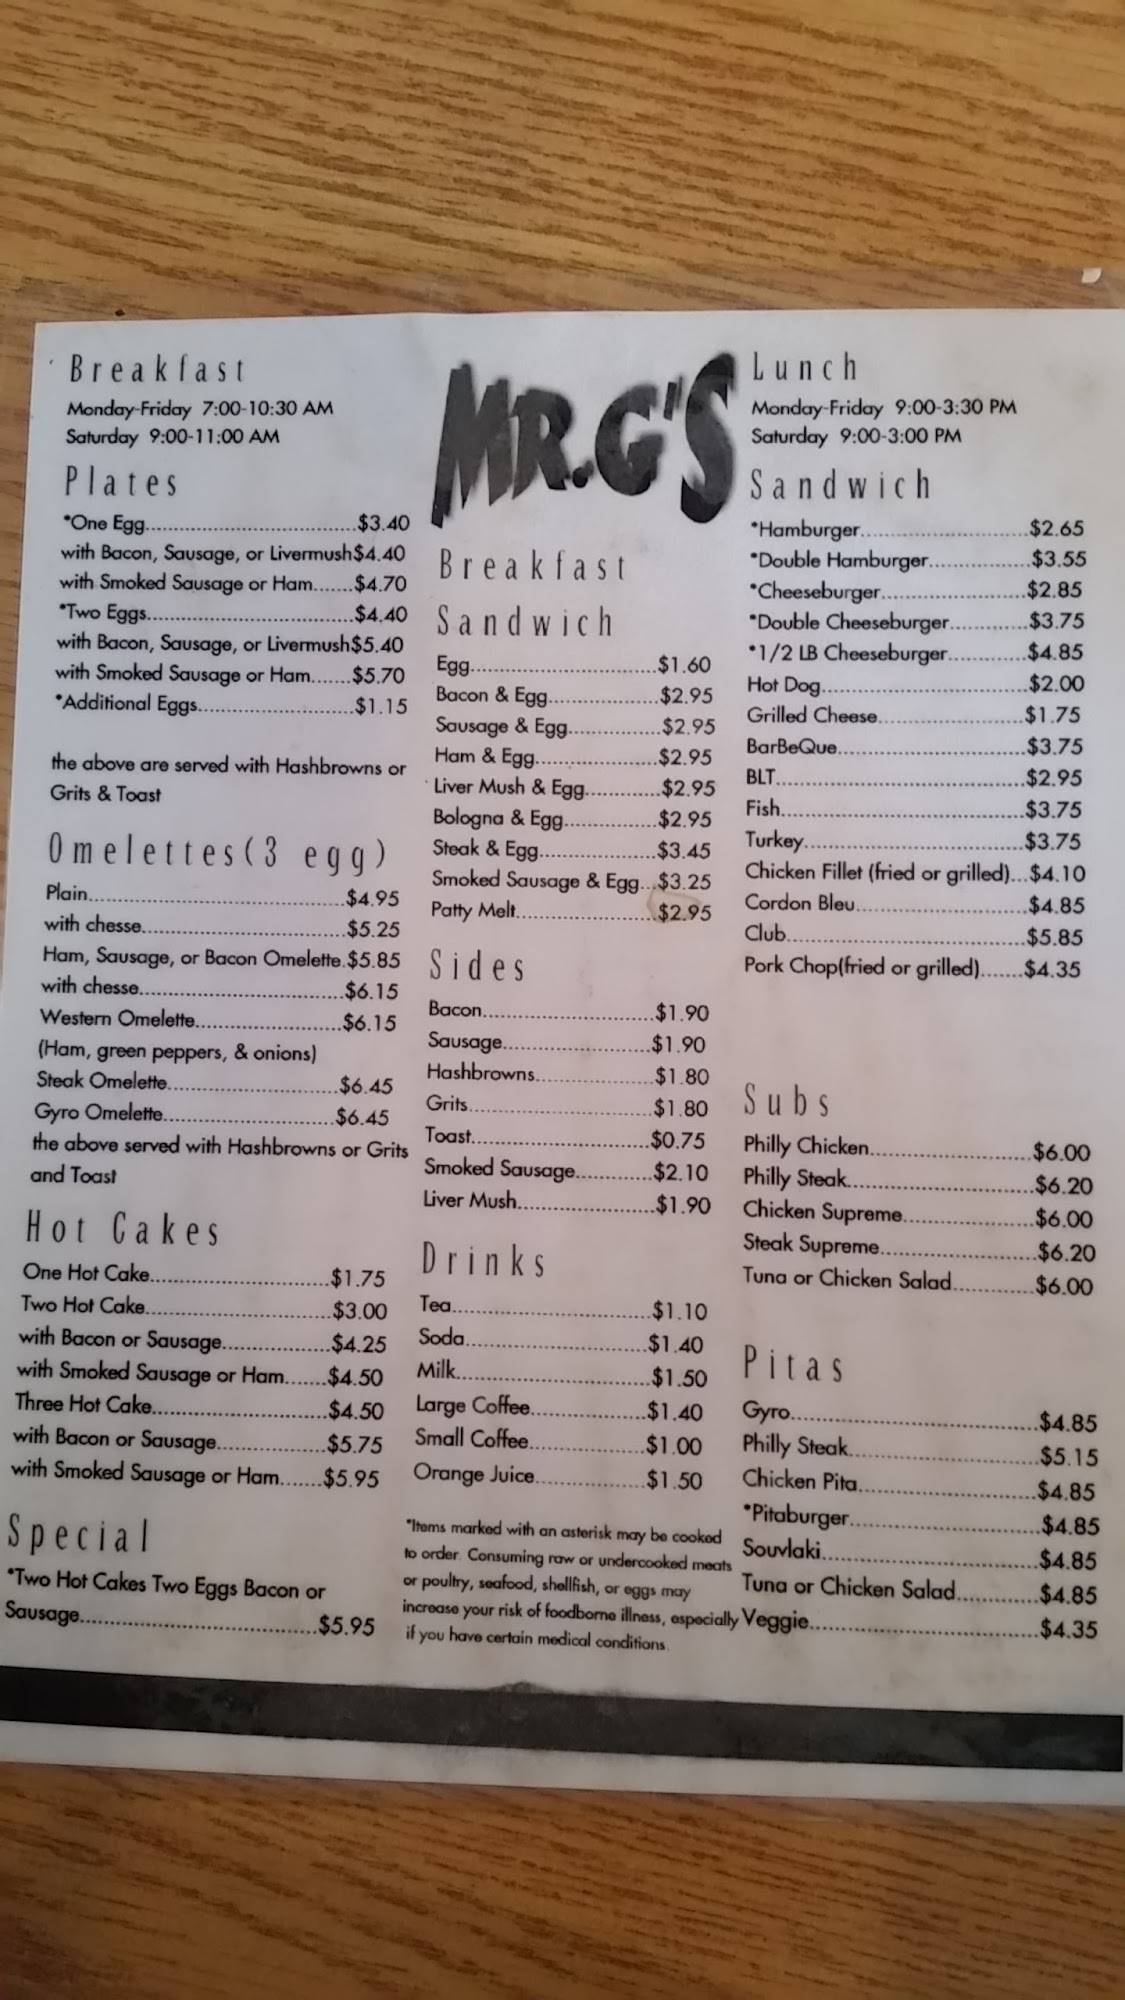 Breakfast
Monday-Friday 7:00-10:30 AM
Saturday 9:00-11:00 AM
Plates
*One Egg..............................$3.40
with Bacon, Sausage, or Livermush$4.40
with Smoked Sausage or Ham.......$4.70
*Two Eggs..............................$4.40
with Bacon, Sausage, or Livermush$5.40
with Smoked Sausage or Ham.......$5.70
*Additional Eggs.......................$1.15
the above are served with Hashbrowns or
Grits & Toast
Omelettes(3 egg)
Plain.....................................$4.95
with chesse..............................$5.25
Ham, Sausage, or Bacon Omelette.$5.85
with chesse..............................$6.15
Western Omelette......................$6.15
(Ham, green peppers, & onions)
Steak Omelette..........................$6.45
Gyro Omelette..........................$6.45
the above served with Hashbrowns or Grits
and Toast
Hot Cakes
One Hot Cake..........................$1.75
Two Hot Cake...........................$3.00
with Bacon or Sausage................$4.25
with Smoked Sausage or Ham.......$4.50
Three Hot Cake..........................$4.50
with Bacon or Sausage................$5.75
with Smoked Sausage or Ham.......$5.95
Special
*Two Hot Cakes Two Eggs Bacon or
Sausage...................................$5.95
MR.G'S
Breakfast
Sandwich
Egg............................$1.60
Bacon & Egg.................$2.95
Sausage & Egg..............$2.95
Ham & Egg...................$2.95
Liver Mush & Egg............$2.95
Bologna & Egg..............$2.95
Steak & Egg..................$3.45
Smoked Sausage & Egg...$3.25
Patty Melt.....................$2.95
Sides
Bacon..........................$1.90
Sausage.......................$1.90
Hashbrowns..................$1.80
Grits............................$1.80
Toast...........................$0.75
Smoked Sausage............$2.10
Liver Mush.....................$1.90
Drinks
Tea..............................$1.10
Soda............................$1.40
Milk..............................$1.50
Large Coffee..................$1.40
Small Coffee..................$1.00
Orange Juice.................$1.50
*Items marked with an asterisk may be cooked
to order. Consuming raw or undercooked meats
or poultry, seafood, shellfish, or eggs may
increase your risk of foodborne illness, especially
if you have certain medical conditions.
Lunch
Monday-Friday 9:00-3:30 PM
Saturday 9:00-3:00 PM
Sandwich
*Hamburger..........................$2.65
*Double Hamburger................$3.55
*Cheeseburger.......................$2.85
*Double Cheeseburger............$3.75
*1/2 LB Cheeseburger............$4.85
Hot Dog...............................$2.00
Grilled Cheese.......................$1.75
BarBeQue.............................$3.75
BLT......................................$2.95
Fish.....................................$3.75
Turkey..................................$3.75
Chicken Fillet (fried or grilled)...$4.10
Cordon Bleu..........................$4.85
Club....................................$5.85
Pork Chop(fried or grilled).......$4.35
Subs
Philly Chicken.........................$6.00
Philly Steak............................$6.20
Chicken Supreme....................$6.00
Steak Supreme.......................$6.20
Tuna or Chicken Salad............$6.00
Pitas
Gyro....................................$4.85
Philly Steak............................$5.15
Chicken Pita..........................$4.85
*Pitaburger...........................$4.85
Souvlaki...............................$4.85
Tuna or Chicken Salad............$4.85
Veggie..................................$4.35